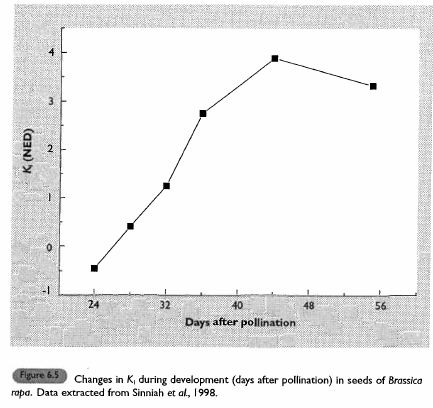 4
3
2
1
0
-1
Ki (NED)
24 32 40 48 56
Days after pollination
Figure 6.5 Changes in Ki during development (days after pollination) in seeds of Brassica
rapa. Data extracted from Sinniah et al., 1998.